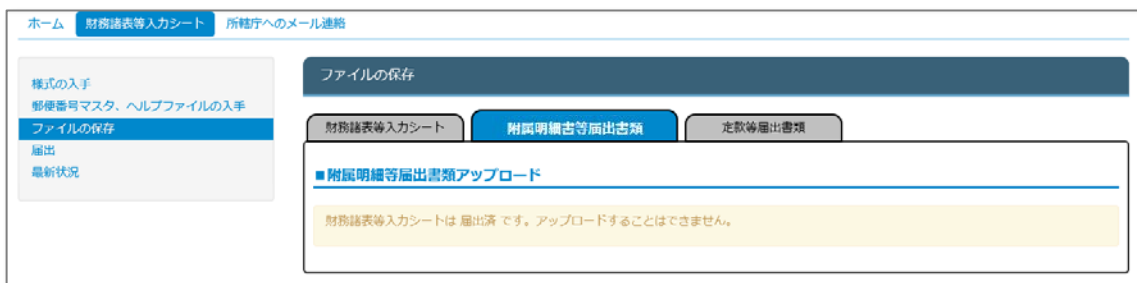 ホーム 財務諸表等入力シート 所轄庁へのメール連絡
様式の入手
郵便番号マスタ、ヘルプファイルの入手
ファイルの保存
届出
最新状況
ファイルの保存
財務諸表等入力シート 附属明細書等届出書類 定款等届出書類
■附属明細等届出書類アップロード
財務諸表等入力シートは 届出済 です。アップロードすることはできません。